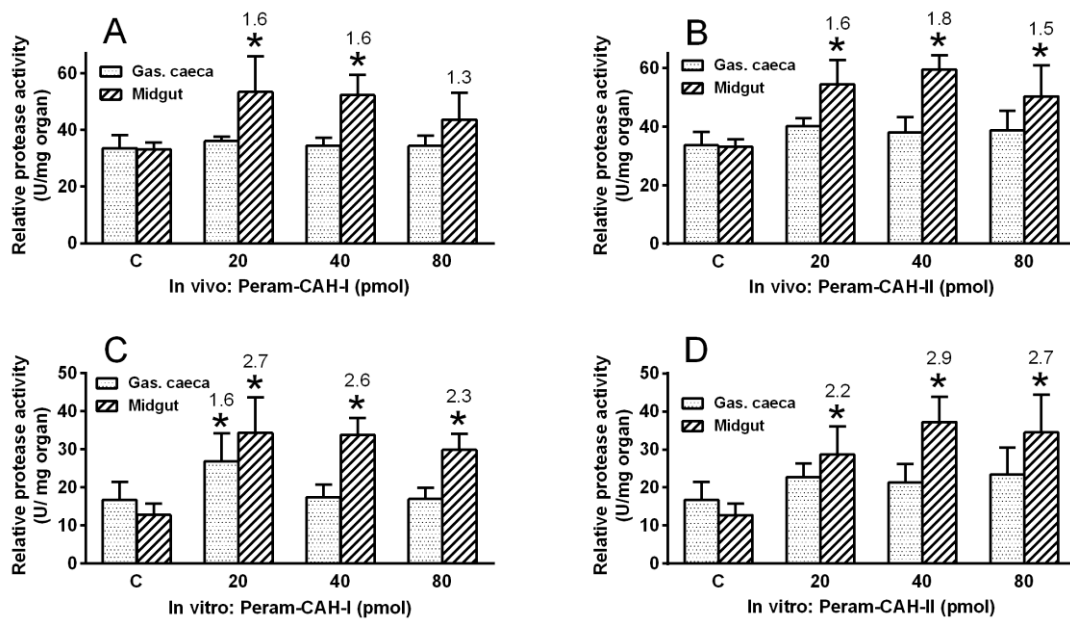 A
Relative protease activity
(U/mg organ)
60
40
20
0
Gas. caeca
Midgut
1.6
*
1.6
*
1.3
C 20 40 80
In vivo: Peram-CAH-I (pmol)
B
Relative protease activity
(U/mg organ)
60
40
20
0
Gas. caeca
Midgut
1.6
*
1.8
*
1.5
*
C 20 40 80
In vivo: Peram-CAH-II (pmol)
C
Relative protease activity
(U/ mg organ)
50
40
30
20
10
0
Gas. caeca
Midgut
1.6
*
2.7
*
2.6
*
2.3
*
C 20 40 80
In vitro: Peram-CAH-I (pmol)
D
Relative protease activity
(U/mg organ)
50
40
30
20
10
0
Gas. caeca
Midgut
2.2
*
2.9
*
2.7
*
C 20 40 80
In vitro: Peram-CAH-II (pmol)